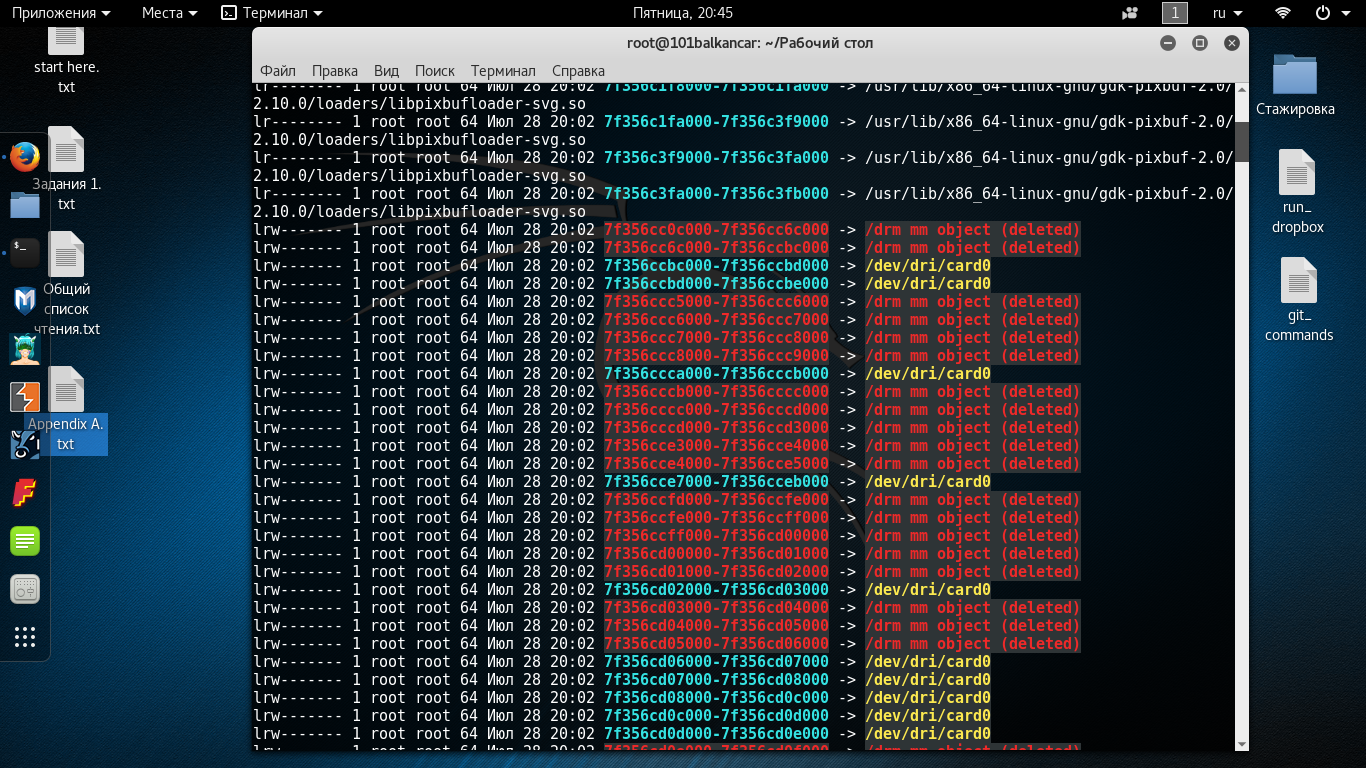 Приложения Места Терминал Пятница, 20:45 1 ru
start here.
txt
Задания 1.
txt
Общий
список
чтения.txt
Appendix A.
txt
root@101balkancar: ~/Рабочий стол
Файл Правка Вид Поиск Терминал Справка
lr-------- 1 root root 64 Июл 28 20:02 7f356c1f8000-7f356c1fa000 -> /usr/lib/x86_64-linux-gnu/gdk-pixbuf-2.0/
2.10.0/loaders/libpixbufloader-svg.so
lr-------- 1 root root 64 Июл 28 20:02 7f356c1fa000-7f356c3f9000 -> /usr/lib/x86_64-linux-gnu/gdk-pixbuf-2.0/
2.10.0/loaders/libpixbufloader-svg.so
lr-------- 1 root root 64 Июл 28 20:02 7f356c3f9000-7f356c3fa000 -> /usr/lib/x86_64-linux-gnu/gdk-pixbuf-2.0/
2.10.0/loaders/libpixbufloader-svg.so
lr-------- 1 root root 64 Июл 28 20:02 7f356c3fa000-7f356c3fb000 -> /usr/lib/x86_64-linux-gnu/gdk-pixbuf-2.0/
2.10.0/loaders/libpixbufloader-svg.so
lrw------- 1 root root 64 Июл 28 20:02 7f356cc0c000-7f356cc6c000 -> /drm mm object (deleted)
lrw------- 1 root root 64 Июл 28 20:02 7f356cc6c000-7f356ccbc000 -> /drm mm object (deleted)
lrw------- 1 root root 64 Июл 28 20:02 7f356ccbc000-7f356ccbd000 -> /dev/dri/card0
lrw------- 1 root root 64 Июл 28 20:02 7f356ccbd000-7f356ccbe000 -> /dev/dri/card0
lrw------- 1 root root 64 Июл 28 20:02 7f356ccc5000-7f356ccc6000 -> /drm mm object (deleted)
lrw------- 1 root root 64 Июл 28 20:02 7f356ccc6000-7f356ccc7000 -> /drm mm object (deleted)
lrw------- 1 root root 64 Июл 28 20:02 7f356ccc7000-7f356ccc8000 -> /drm mm object (deleted)
lrw------- 1 root root 64 Июл 28 20:02 7f356ccc8000-7f356ccc9000 -> /drm mm object (deleted)
lrw------- 1 root root 64 Июл 28 20:02 7f356ccca000-7f356cccb000 -> /dev/dri/card0
lrw------- 1 root root 64 Июл 28 20:02 7f356cccb000-7f356cccc000 -> /drm mm object (deleted)
lrw------- 1 root root 64 Июл 28 20:02 7f356cccc000-7f356cccd000 -> /drm mm object (deleted)
lrw------- 1 root root 64 Июл 28 20:02 7f356cccd000-7f356ccd3000 -> /drm mm object (deleted)
lrw------- 1 root root 64 Июл 28 20:02 7f356cce3000-7f356cce4000 -> /drm mm object (deleted)
lrw------- 1 root root 64 Июл 28 20:02 7f356cce4000-7f356cce5000 -> /drm mm object (deleted)
lrw------- 1 root root 64 Июл 28 20:02 7f356cce7000-7f356cceb000 -> /dev/dri/card0
lrw------- 1 root root 64 Июл 28 20:02 7f356ccfd000-7f356ccfe000 -> /drm mm object (deleted)
lrw------- 1 root root 64 Июл 28 20:02 7f356ccfe000-7f356ccff000 -> /drm mm object (deleted)
lrw------- 1 root root 64 Июл 28 20:02 7f356ccff000-7f356cd00000 -> /drm mm object (deleted)
lrw------- 1 root root 64 Июл 28 20:02 7f356cd00000-7f356cd01000 -> /drm mm object (deleted)
lrw------- 1 root root 64 Июл 28 20:02 7f356cd01000-7f356cd02000 -> /drm mm object (deleted)
lrw------- 1 root root 64 Июл 28 20:02 7f356cd02000-7f356cd03000 -> /dev/dri/card0
lrw------- 1 root root 64 Июл 28 20:02 7f356cd03000-7f356cd04000 -> /drm mm object (deleted)
lrw------- 1 root root 64 Июл 28 20:02 7f356cd04000-7f356cd05000 -> /drm mm object (deleted)
lrw------- 1 root root 64 Июл 28 20:02 7f356cd05000-7f356cd06000 -> /drm mm object (deleted)
lrw------- 1 root root 64 Июл 28 20:02 7f356cd06000-7f356cd07000 -> /dev/dri/card0
lrw------- 1 root root 64 Июл 28 20:02 7f356cd07000-7f356cd08000 -> /dev/dri/card0
lrw------- 1 root root 64 Июл 28 20:02 7f356cd08000-7f356cd0c000 -> /dev/dri/card0
lrw------- 1 root root 64 Июл 28 20:02 7f356cd0c000-7f356cd0d000 -> /dev/dri/card0
lrw------- 1 root root 64 Июл 28 20:02 7f356cd0d000-7f356cd0e000 -> /dev/dri/card0
lrw------- 1 root root 64 Июл 28 20:02 7f356cd0e000-7f356cd0f000 -> /drm mm object (deleted)
Стажировка
run_
dropbox
git_
commands